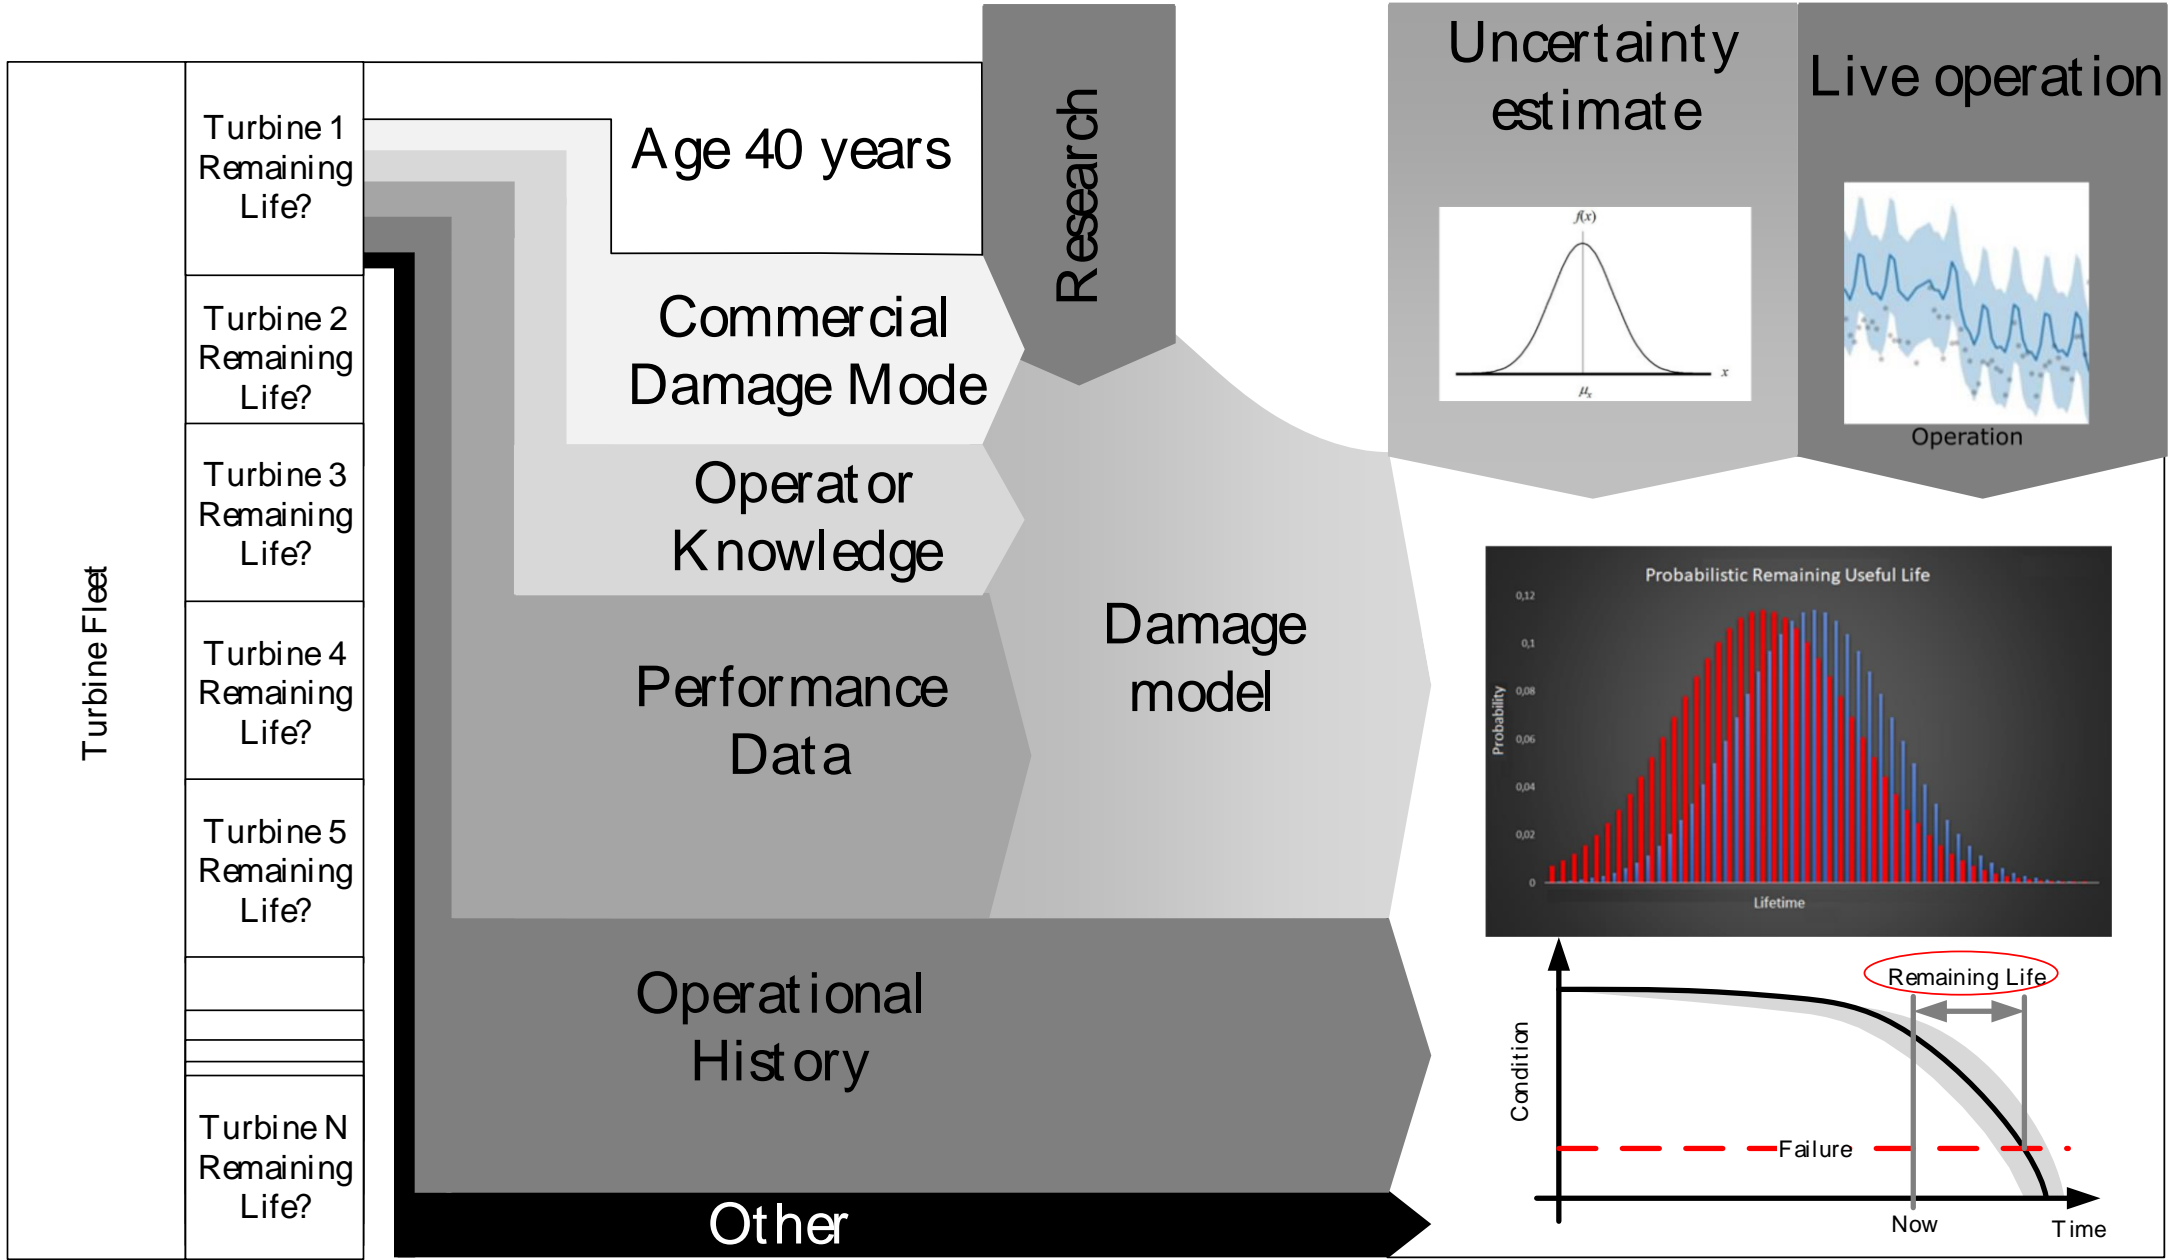 Turbine Fleet
Turbine 1
Remaining
Life?
Turbine 2
Remaining
Life?
Turbine 3
Remaining
Life?
Turbine 4
Remaining
Life?
Turbine 5
Remaining
Life?
Turbine N
Remaining
Life?
Age 40 years
Commercial
Damage Mode
Operator
Knowledge
Performance
Data
Operational
History
Other
Research
Damage
model
Uncertainty
estimate
f(x)
x
μx
Live operation
Operation
Probabilistic Remaining Useful Life
0,12
0,1
0,08
0,06
0,04
0,02
0
Probability
Lifetime
Remaining Life
Condition
Failure
Now
Time